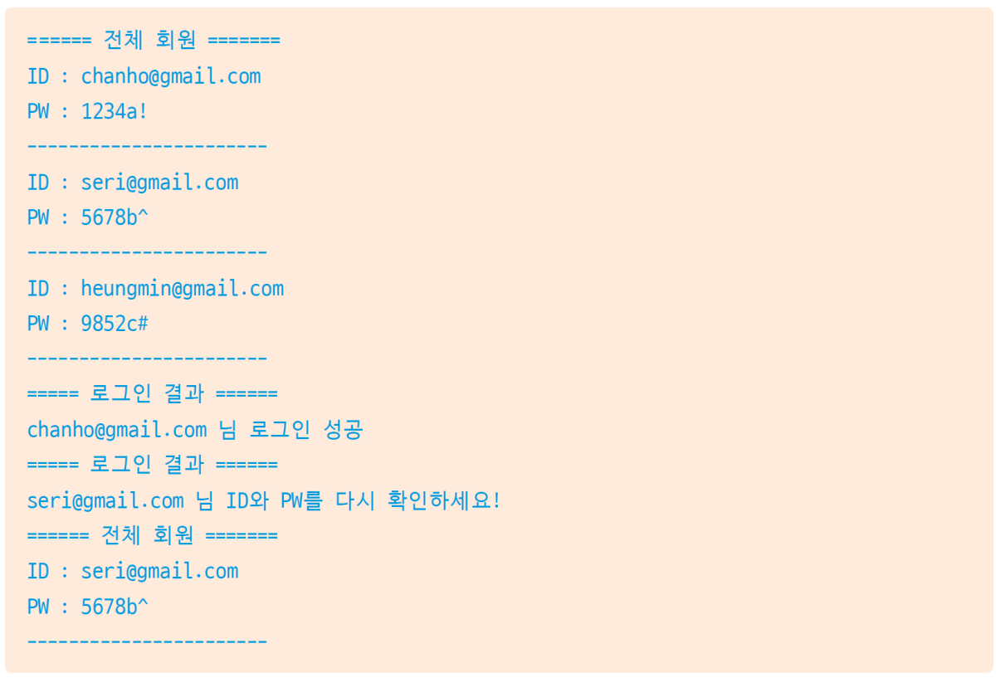 ====== 전체 회원 =======
ID : chanho@gmail.com
PW : 1234a!
-----------------------
ID : seri@gmail.com
PW : 5678b^
-----------------------
ID : heungmin@gmail.com
PW : 9852c#
-----------------------
===== 로그인 결과 ======
chanho@gmail.com 님 로그인 성공
===== 로그인 결과 ======
seri@gmail.com 님 ID와 PW를 다시 확인하세요!
====== 전체 회원 =======
ID : seri@gmail.com
PW : 5678b^
-----------------------